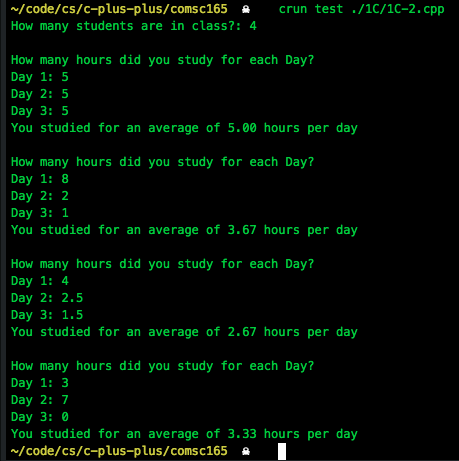 ~/code/cs/c-plus-plus/comsc165 ☠ crun test ./1C/1C-2.cpp
How many students are in class?: 4
How many hours did you study for each Day?
Day 1: 5
Day 2: 5
Day 3: 5
You studied for an average of 5.00 hours per day
How many hours did you study for each Day?
Day 1: 8
Day 2: 2
Day 3: 1
You studied for an average of 3.67 hours per day
How many hours did you study for each Day?
Day 1: 4
Day 2: 2.5
Day 3: 1.5
You studied for an average of 2.67 hours per day
How many hours did you study for each Day?
Day 1: 3
Day 2: 7
Day 3: 0
You studied for an average of 3.33 hours per day
~/code/cs/c-plus-plus/comsc165 ☠